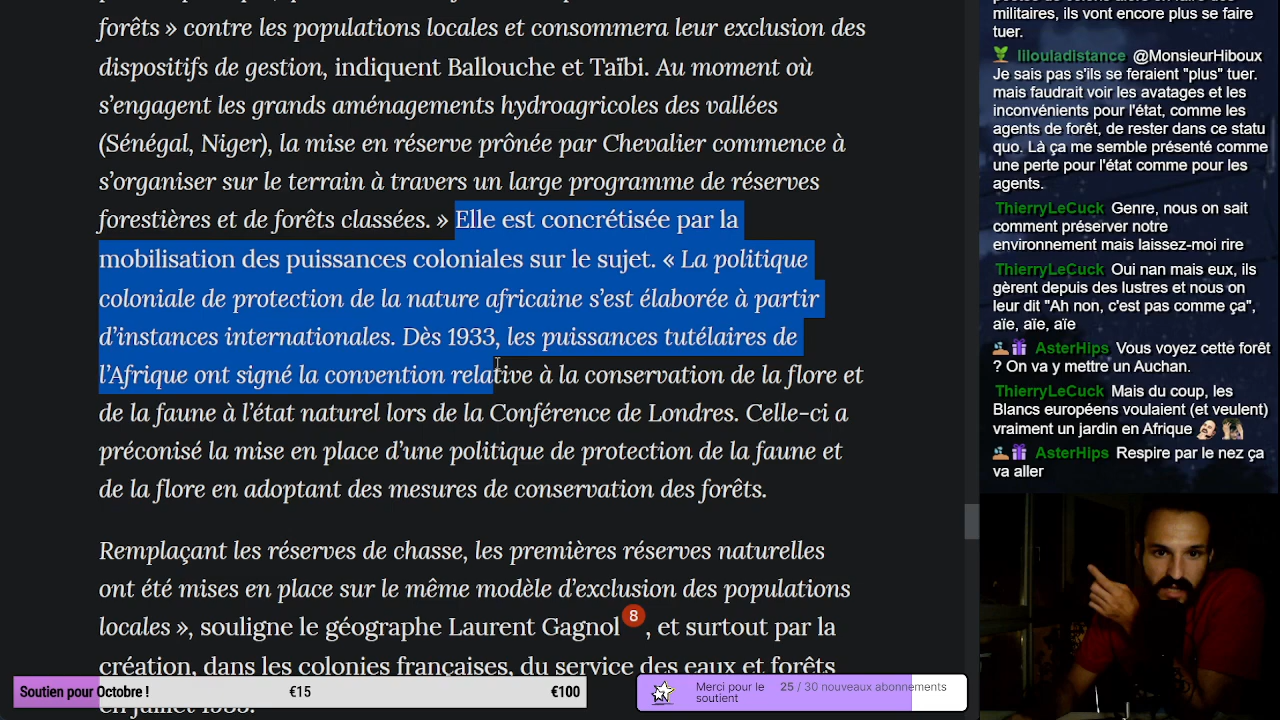 forêts » contre les populations locales et consommera leur exclusion des
dispositifs de gestion, indiquent Ballouche et Taïbi. Au moment où
s'engagent les grands aménagements hydroagricoles des vallées
(Sénégal, Niger), la mise en réserve prônée par Chevalier commence à
s'organiser sur le terrain à travers un large programme de réserves
forestières et de forêts classées. » Elle est concrétisée par la
mobilisation des puissances coloniales sur le sujet. « La politique
coloniale de protection de la nature africaine s'est élaborée à partir
d'instances internationales. Dès 1933, les puissances tutélaires de
l'Afrique ont signé la convention relative à la conservation de la flore et
de la faune à l'état naturel lors de la Conférence de Londres. Celle-ci a
préconisé la mise en place d'une politique de protection de la faune et
de la flore en adoptant des mesures de conservation des forêts.
Remplaçant les réserves de chasse, les premières réserves naturelles
ont été mises en place sur le même modèle d'exclusion des populations
locales », souligne le géographe Laurent Gagnol 8, et surtout par la
création, dans les colonies françaises, du service des eaux et forêts
Soutien pour Octobre !
€15
€100
Merci pour le
soutient
25 / 30 nouveaux abonnements
militaires, ils vont encore plus se faire
tuer.
lilouladistance @MonsieurHiboux
Je sais pas s'ils se feraient "plus" tuer.
mais faudrait voir les avatages et les
inconvénients pour l'état, comme les
agents de forêt, de rester dans ce statu
quo. Là ça me semble présenté comme
une perte pour l'état comme pour les
agents.
ThierryLeCuck Genre, nous on sait
comment préserver notre
environnement mais laissez-moi rire
ThierryLeCuck Oui nan mais eux, ils
gèrent depuis des lustres et nous on
leur dit "Ah non, c'est pas comme ça",
aïe, aïe, aïe
AsterHips Vous voyez cette forêt
? On va y mettre un Auchan.
ThierryLeCuck Mais du coup, les
Blancs européens voulaient (et veulent)
vraiment un jardin en Afrique
AsterHips Respire par le nez ça
va aller